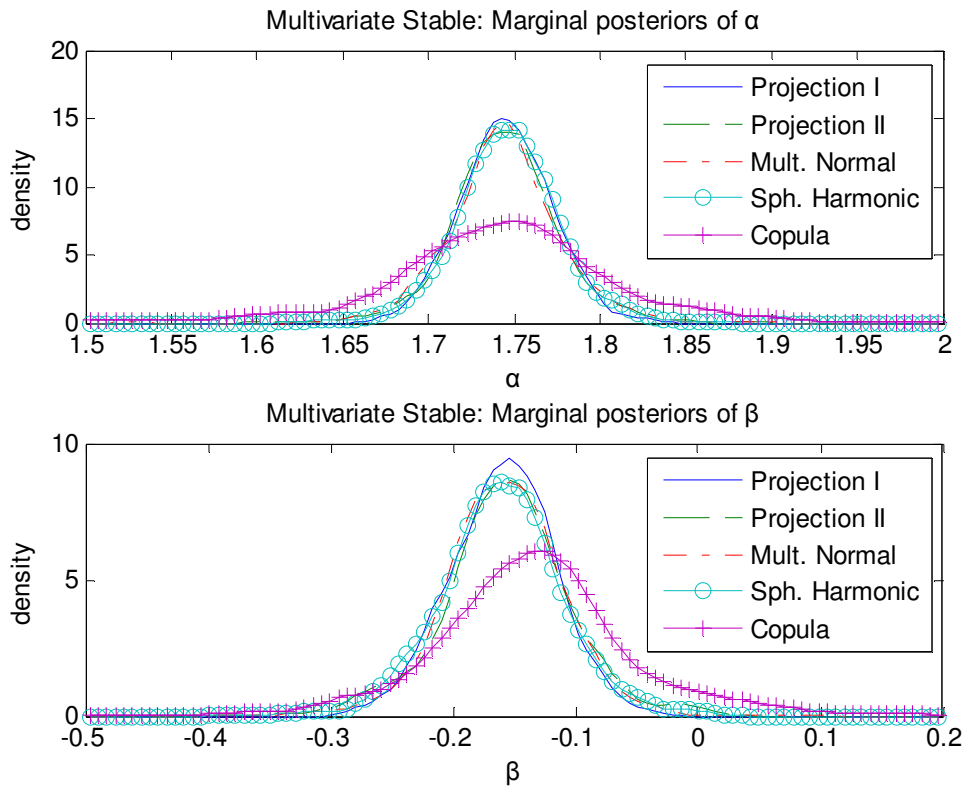 Multivariate Stable: Marginal posteriors of α
20
15
10
5
0
density
1.5 1.55 1.6 1.65 1.7 1.75 1.8 1.85 1.9 1.95 2
α
Projection I
Projection II
Mult. Normal
Sph. Harmonic
Copula
Multivariate Stable: Marginal posteriors of β
10
5
0
density
-0.5 -0.4 -0.3 -0.2 -0.1 0 0.1 0.2
β
Projection I
Projection II
Mult. Normal
Sph. Harmonic
Copula